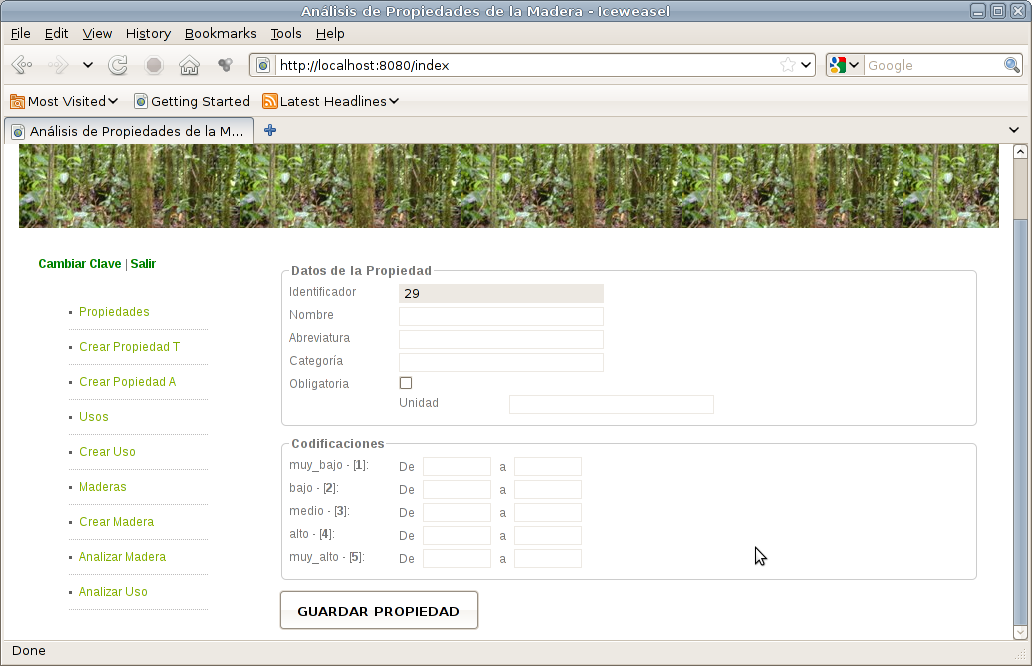 Análisis de Propiedades de la Madera - Iceweasel
File Edit View History Bookmarks Tools Help
http://localhost:8080/index
Google
Most Visited Getting Started Latest Headlines
Análisis de Propiedades de la M...
Cambiar Clave | Salir
Propiedades
Crear Propiedad T
Crear Popiedad A
Usos
Crear Uso
Maderas
Crear Madera
Analizar Madera
Analizar Uso
Datos de la Propiedad
Identificador 29
Nombre
Abreviatura
Categoría
Obligatoria
Unidad
Codificaciones
muy_bajo - [1]: De a
bajo - [2]: De a
medio - [3]: De a
alto - [4]: De a
muy_alto - [5]: De a
GUARDAR PROPIEDAD
Done